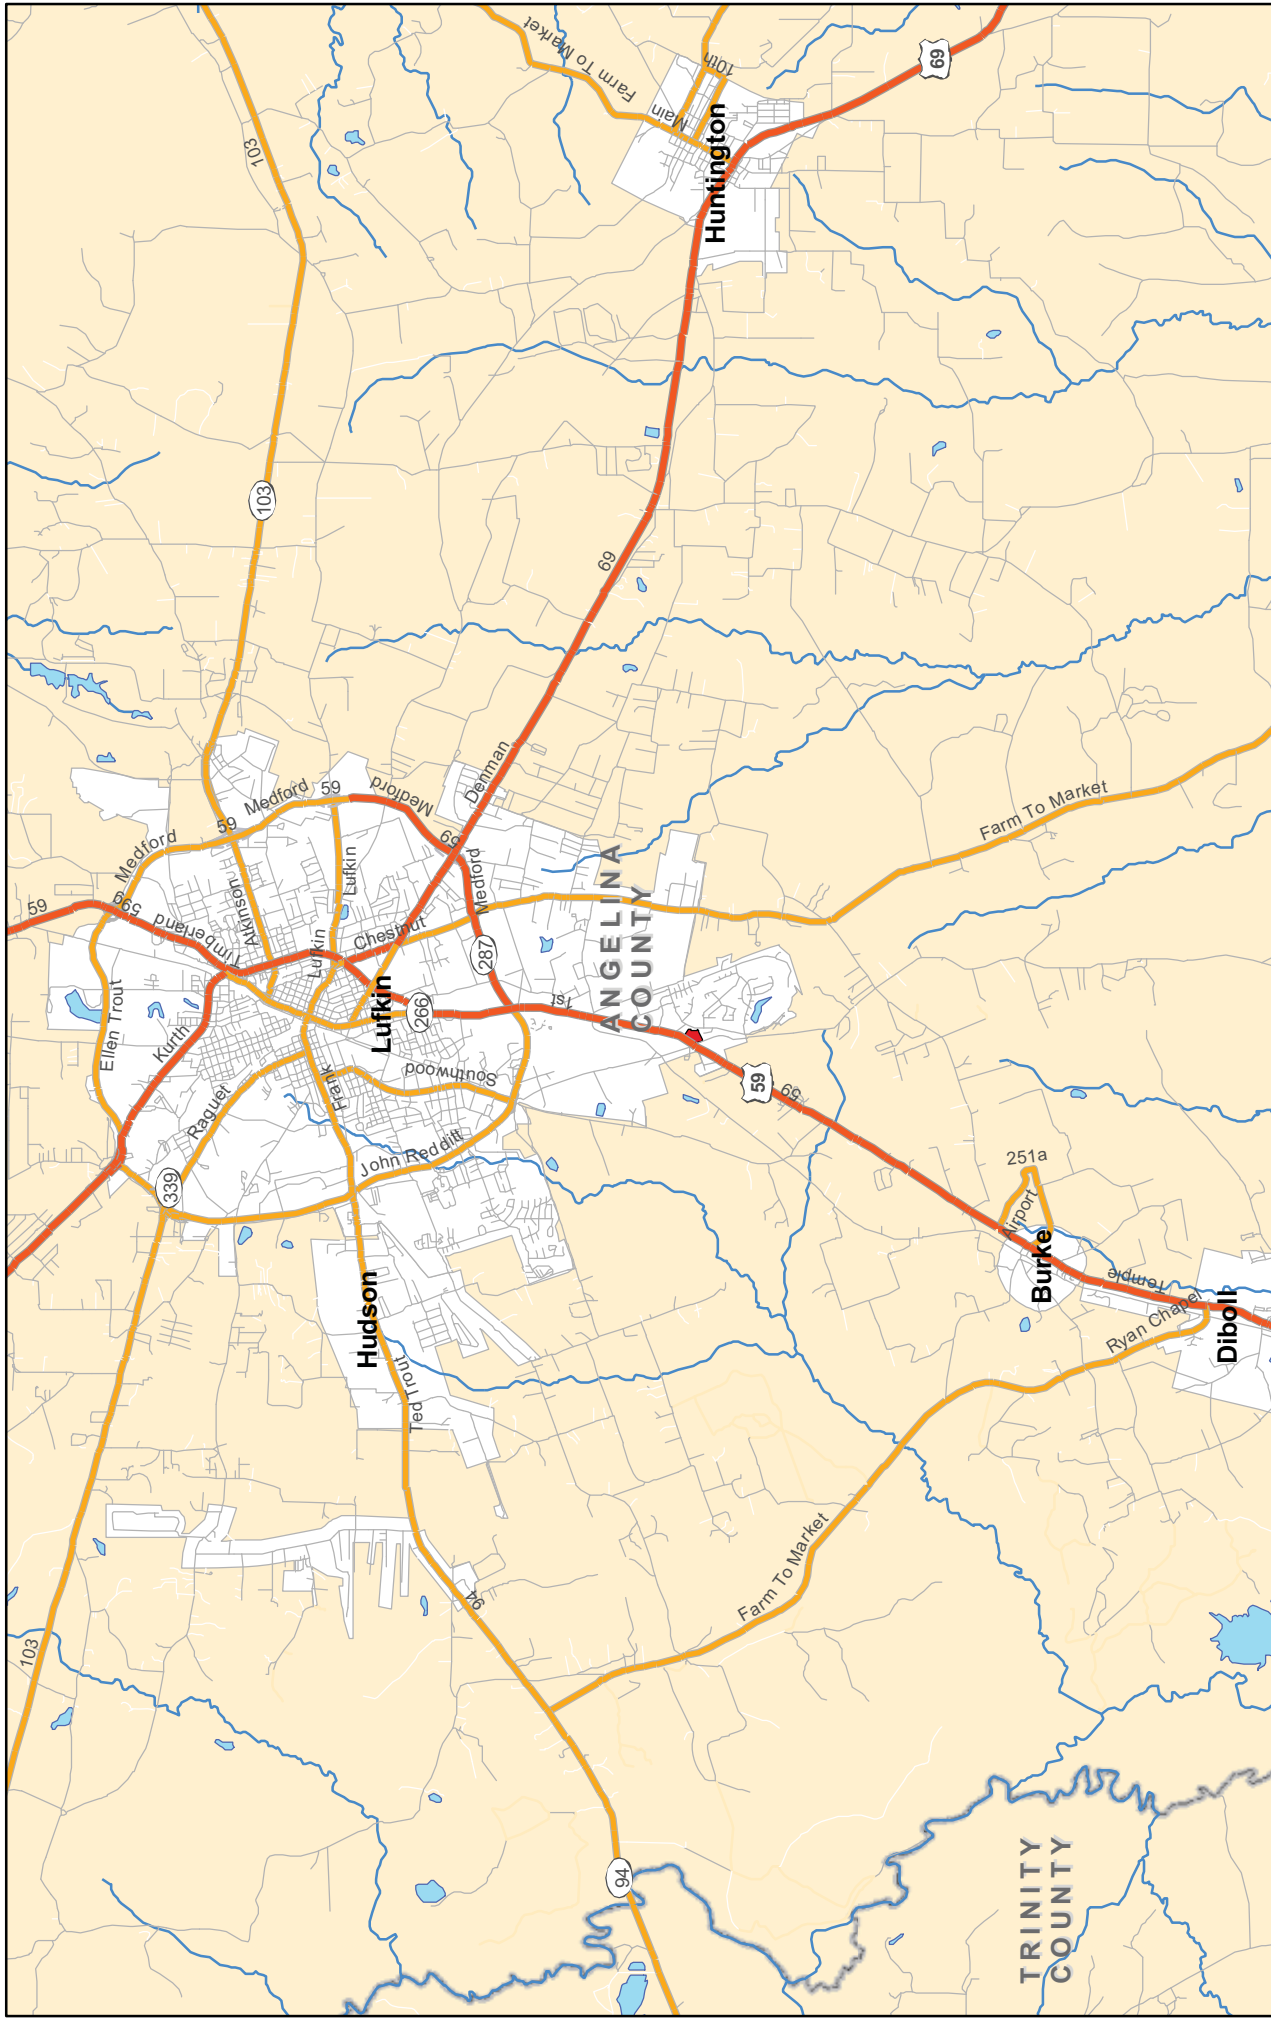 103
59
Ellen Trout
Medford
339
Kurth
Timberland
Raguet
Atkinson
59
103
103
Medford
Lufkin
59
Frank
Lufkin
Hudson
Lufkin
Chestnut
Medford
John Redditt
Ted Trout
266
Southwood
59
94
Medford
287
Denman
1st
Farm To Market
69
ANGELINA
COUNTY
94
Main
Huntington
10th
59
Farm To Market
59
69
Farm To Market
Airport
251a
Burke
TRINITY
COUNTY
Temple
Ryan Chapel
Diboll